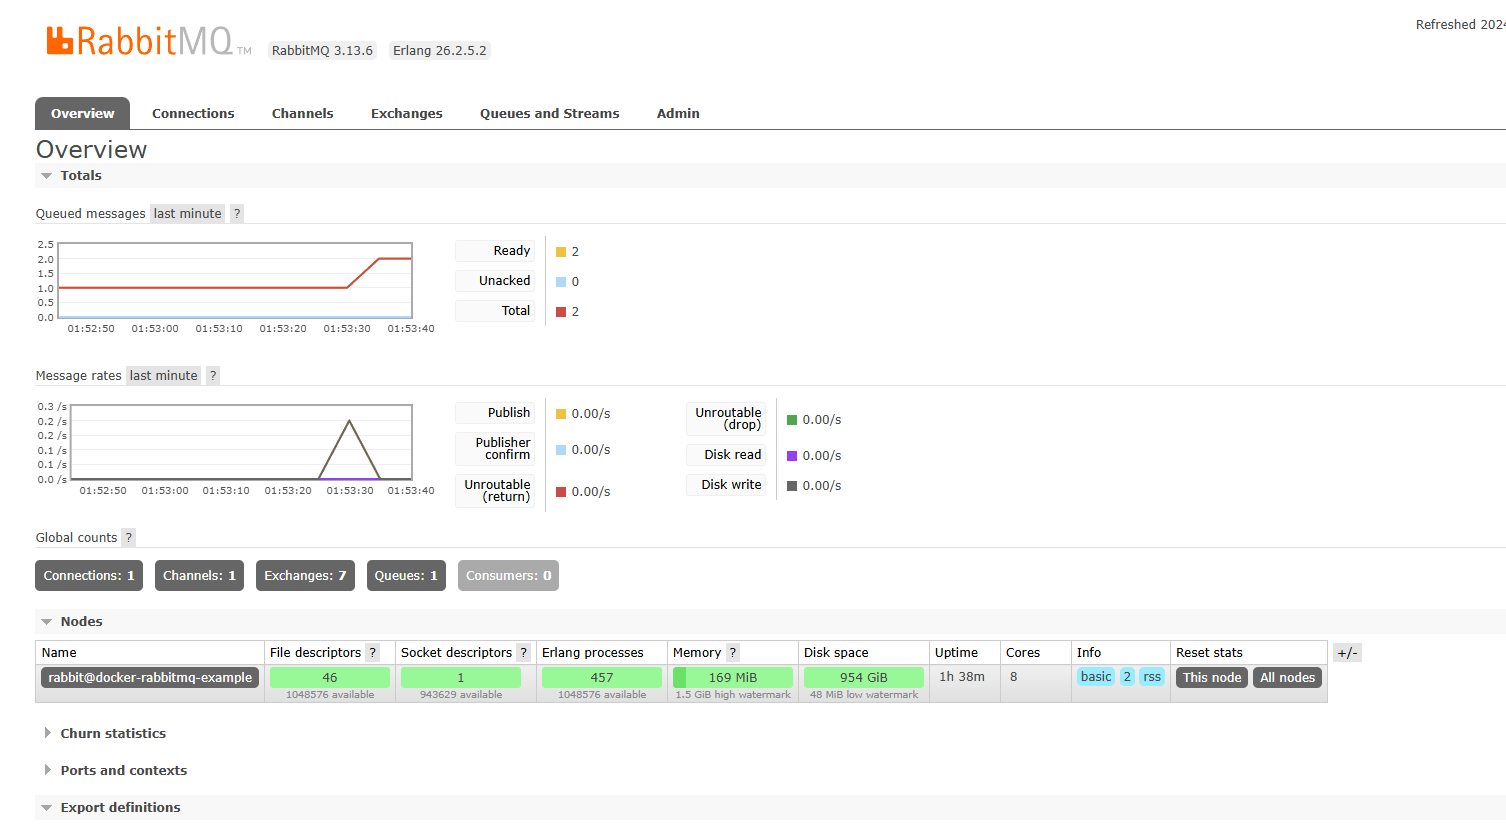 RabbitMQ TM RabbitMQ 3.13.6 Erlang 26.2.5.2
Refreshed 2024
Overview Connections Channels Exchanges Queues and Streams Admin
Overview
Totals
Queued messages last minute ?
2.5
2.0
1.5
1.0
0.5
0.0
01:52:50 01:53:00 01:53:10 01:53:20 01:53:30 01:53:40
Ready 2
Unacked 0
Total 2
Message rates last minute ?
0.3 /s
0.2 /s
0.2 /s
0.1 /s
0.1 /s
0.0 /s
01:52:50 01:53:00 01:53:10 01:53:20 01:53:30 01:53:40
Publish 0.00/s
Publisher
confirm 0.00/s
Unroutable
(return) 0.00/s
Unroutable
(drop) 0.00/s
Disk read 0.00/s
Disk write 0.00/s
Global counts ?
Connections: 1 Channels: 1 Exchanges: 7 Queues: 1 Consumers: 0
Nodes
Name File descriptors ? Socket descriptors ? Erlang processes Memory ? Disk space Uptime Cores Info Reset stats +/-
rabbit@docker-rabbitmq-example 46 1 457 169 MiB 954 GiB 1h 38m 8 basic 2 rss This node All nodes
1048576 available 943629 available 1048576 available 1.5 GiB high watermark 48 MiB low watermark
Churn statistics
Ports and contexts
Export definitions